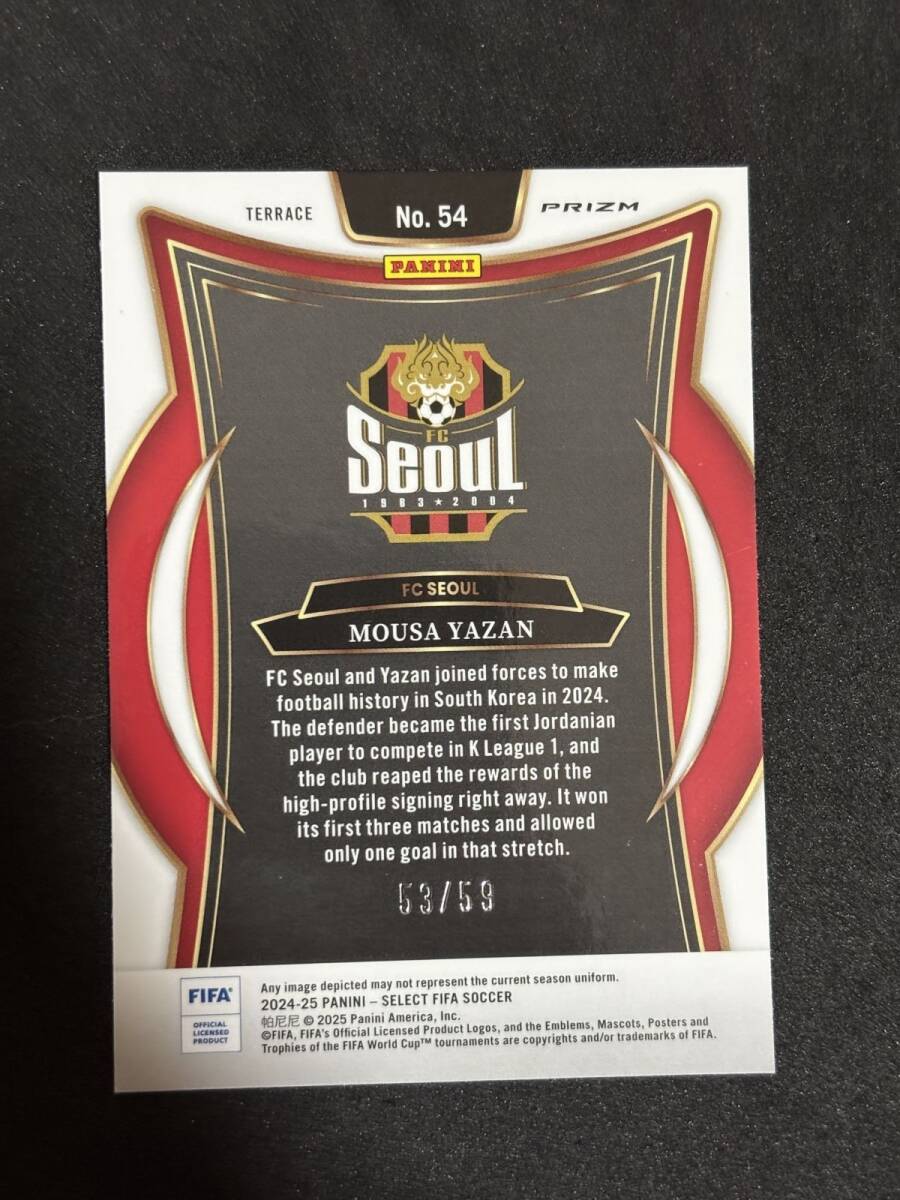 TERRACE
No. 54
PRIZM
PANINI
FC
Seoul
1983★2004
FC SEOUL
MOUSA YAZAN
FC Seoul and Yazan joined forces to make
football history in South Korea in 2024.
The defender became the first Jordanian
player to compete in K League 1, and
the club reaped the rewards of the
high-profile signing right away. It won
its first three matches and allowed
only one goal in that stretch.
53/59
FIFA®
OFFICIAL
LICENSED
PRODUCT
Any image depicted may not represent the current season uniform.
2024-25 PANINI – SELECT FIFA SOCCER
帕尼尼 © 2025 Panini America, Inc.
©FIFA, FIFA's Official Licensed Product Logos, and the Emblems, Mascots, Posters and
Trophies of the FIFA World Cup™ tournaments are copyrights and/or trademarks of FIFA.